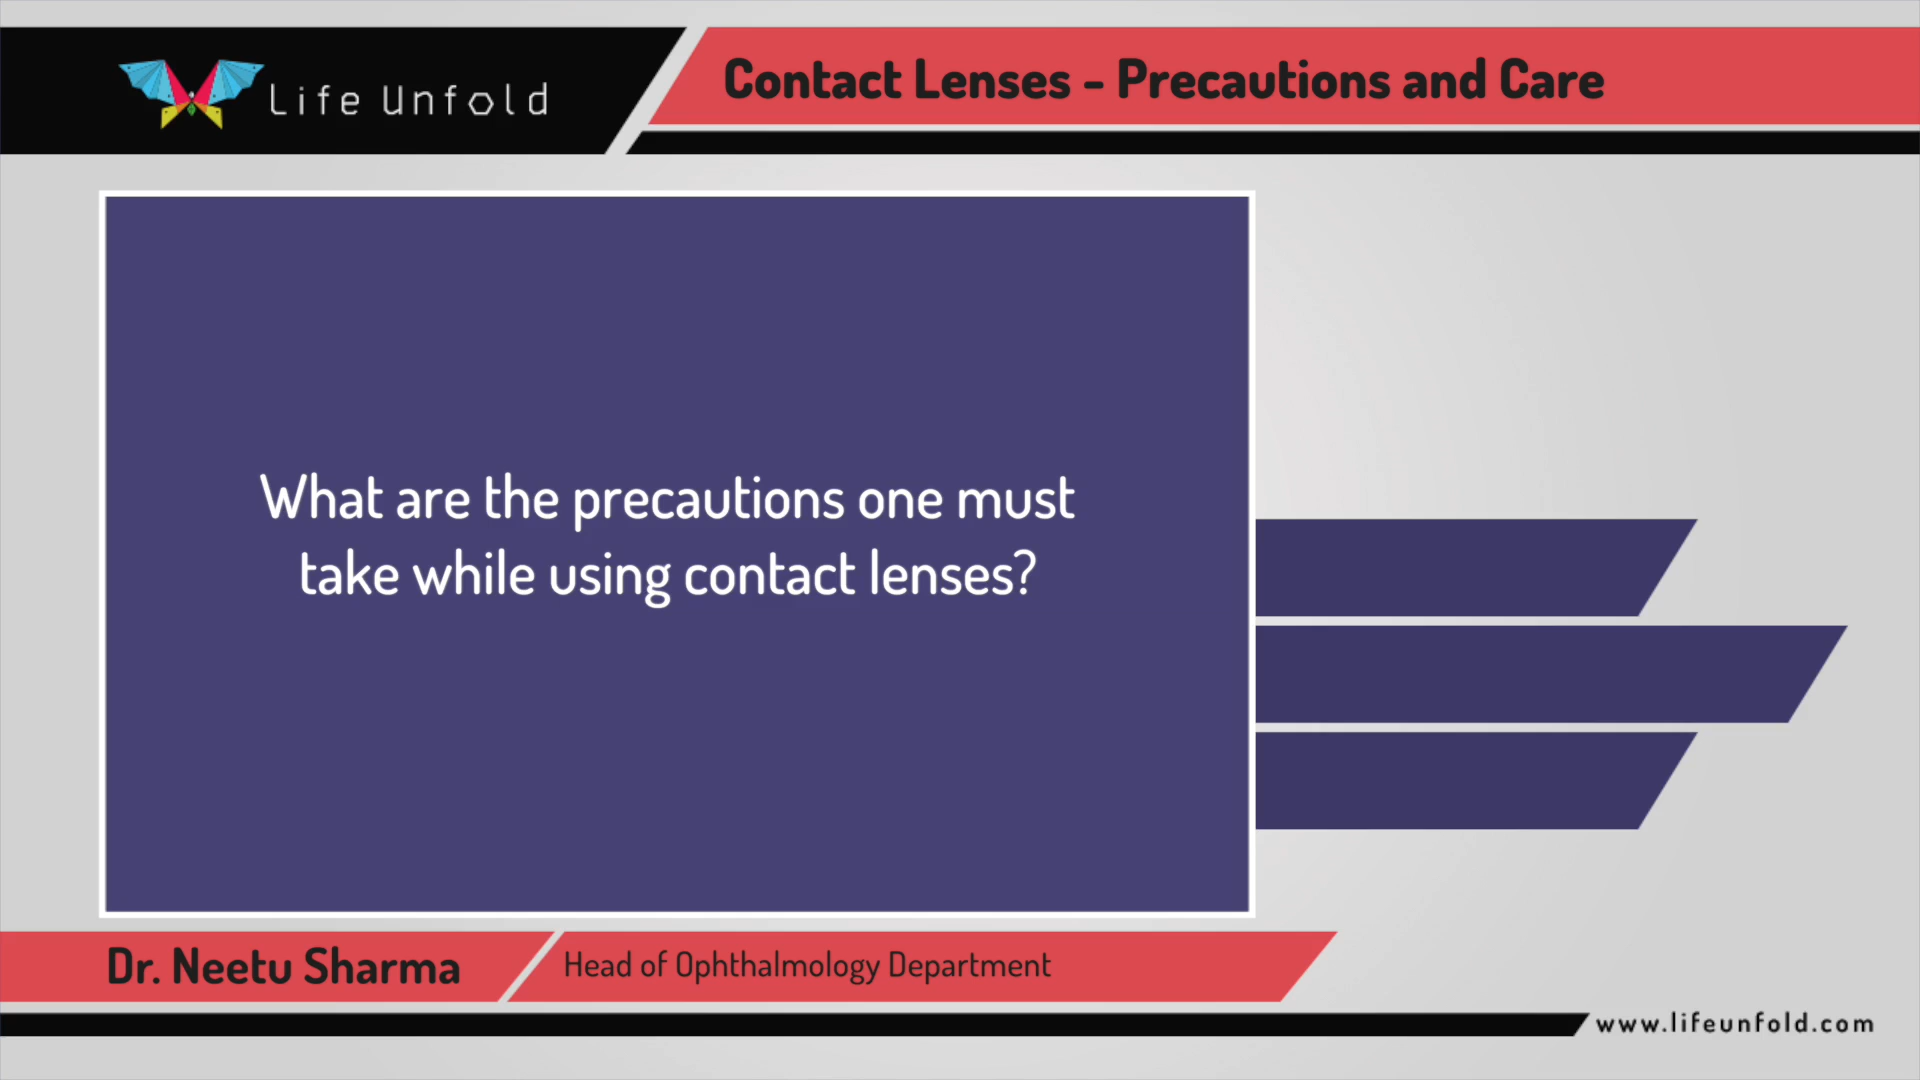 Life Unfold
Contact Lenses - Precautions and Care
What are the precautions one must
take while using contact lenses?
Dr. Neetu Sharma
Head of Ophthalmology Department
www.lifeunfold.com